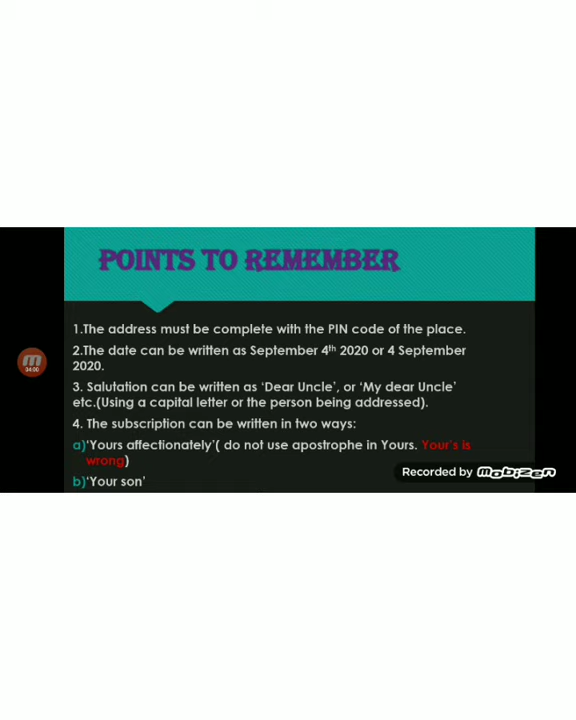 POINTS TO REMEMBER
1.The address must be complete with the PIN code of the place.
2.The date can be written as September 4th 2020 or 4 September
2020.
3. Salutation can be written as ‘Dear Uncle’, or ‘My dear Uncle’
etc.(Using a capital letter or the person being addressed).
4. The subscription can be written in two ways:
a)‘Yours affectionately’( do not use apostrophe in Yours. Your’s is
wrong)
b)‘Your son’
04:00
Recorded by mobizen